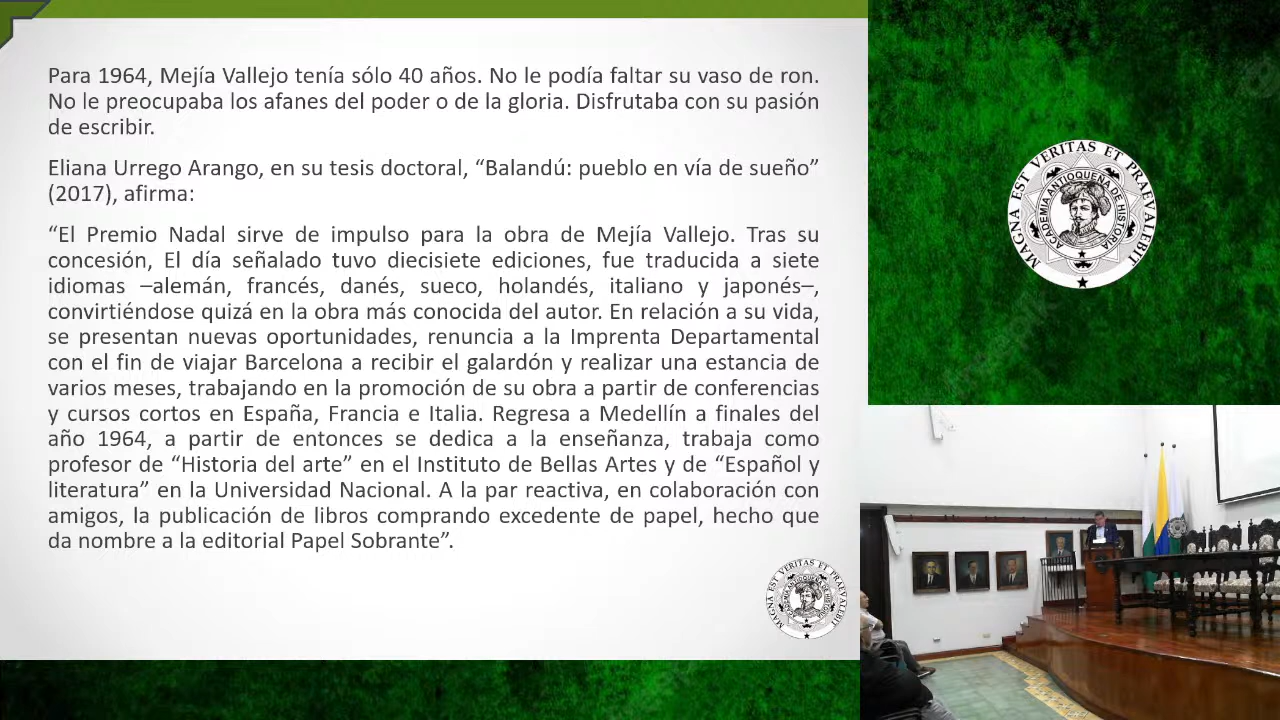 Para 1964, Mejía Vallejo tenía sólo 40 años. No le podía faltar su vaso de ron.
No le preocupaba los afanes del poder o de la gloria. Disfrutaba con su pasión
de escribir.
Eliana Urrego Arango, en su tesis doctoral, “Balandú: pueblo en vía de sueño”
(2017), afirma:
“El Premio Nadal sirve de impulso para la obra de Mejía Vallejo. Tras su
concesión, El día señalado tuvo diecisiete ediciones, fue traducida a siete
idiomas –alemán, francés, danés, sueco, holandés, italiano y japonés–,
convirtiéndose quizá en la obra más conocida del autor. En relación a su vida,
se presentan nuevas oportunidades, renuncia a la Imprenta Departamental
con el fin de viajar Barcelona a recibir el galardón y realizar una estancia de
varios meses, trabajando en la promoción de su obra a partir de conferencias
y cursos cortos en España, Francia e Italia. Regresa a Medellín a finales del
año 1964, a partir de entonces se dedica a la enseñanza, trabaja como
profesor de “Historia del arte” en el Instituto de Bellas Artes y de “Español y
literatura” en la Universidad Nacional. A la par reactiva, en colaboración con
amigos, la publicación de libros comprando excedente de papel, hecho que
da nombre a la editorial Papel Sobrante”.
MAGNA EST VERITAS ET PRAEVALEBIT
ACADEMIA ANTIOQUEÑA DE HISTORIA
MAGNA EST VERITAS ET PRAEVALEBIT
ACADEMIA ANTIOQUEÑA DE HISTORIA